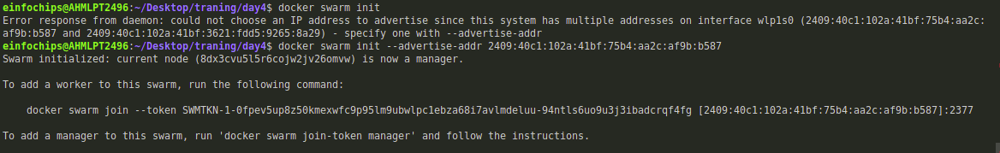 einfochips@AHMLPT2496:~/Desktop/traning/day4$ docker swarm init
Error response from daemon: could not choose an IP address to advertise since this system has multiple addresses on interface wlp1s0 (2409:40c1:102a:41bf:75b4:aa2c:
af9b:b587 and 2409:40c1:102a:41bf:3621:fdd5:9265:8a29) - specify one with --advertise-addr
einfochips@AHMLPT2496:~/Desktop/traning/day4$ docker swarm init --advertise-addr 2409:40c1:102a:41bf:75b4:aa2c:af9b:b587
Swarm initialized: current node (8dx3cvu5l5r6cojw2jv26omvw) is now a manager.
To add a worker to this swarm, run the following command:
docker swarm join --token SWMTKN-1-0fpev5up8z50kmexwfc9p95lm9ubwlpc1ebza68i7avlmdeluu-94ntls6uo9u3j3ibadcrqf4fg [2409:40c1:102a:41bf:75b4:aa2c:af9b:b587]:2377
To add a manager to this swarm, run 'docker swarm join-token manager' and follow the instructions.